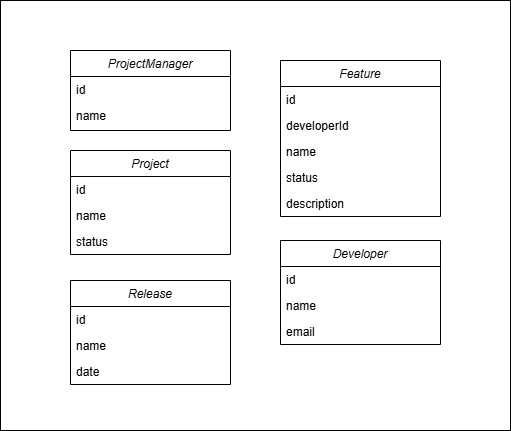 ProjectManager
id
name
Project
id
name
status
Release
id
name
date
Feature
id
developerId
name
status
description
Developer
id
name
email